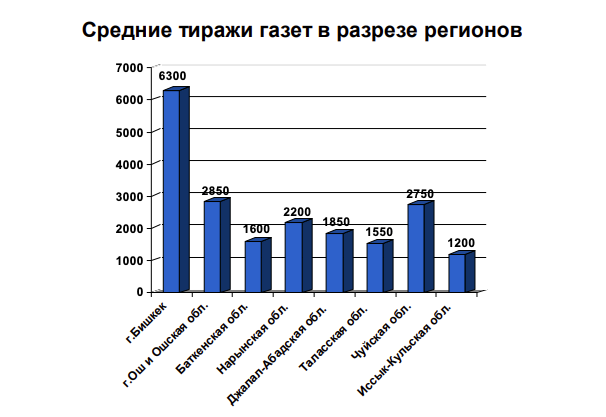 Средние тиражи газет в разрезе регионов
7000
6000
5000
4000
3000
2000
1000
0
6300
2850
1600
2200
1850
1550
2750
1200
г.Бишкек
г.Ош и Ошская обл.
Баткенская обл.
Нарынская обл.
Джалал-Абадская обл.
Таласская обл.
Чуйская обл.
Иссык-Кульская обл.